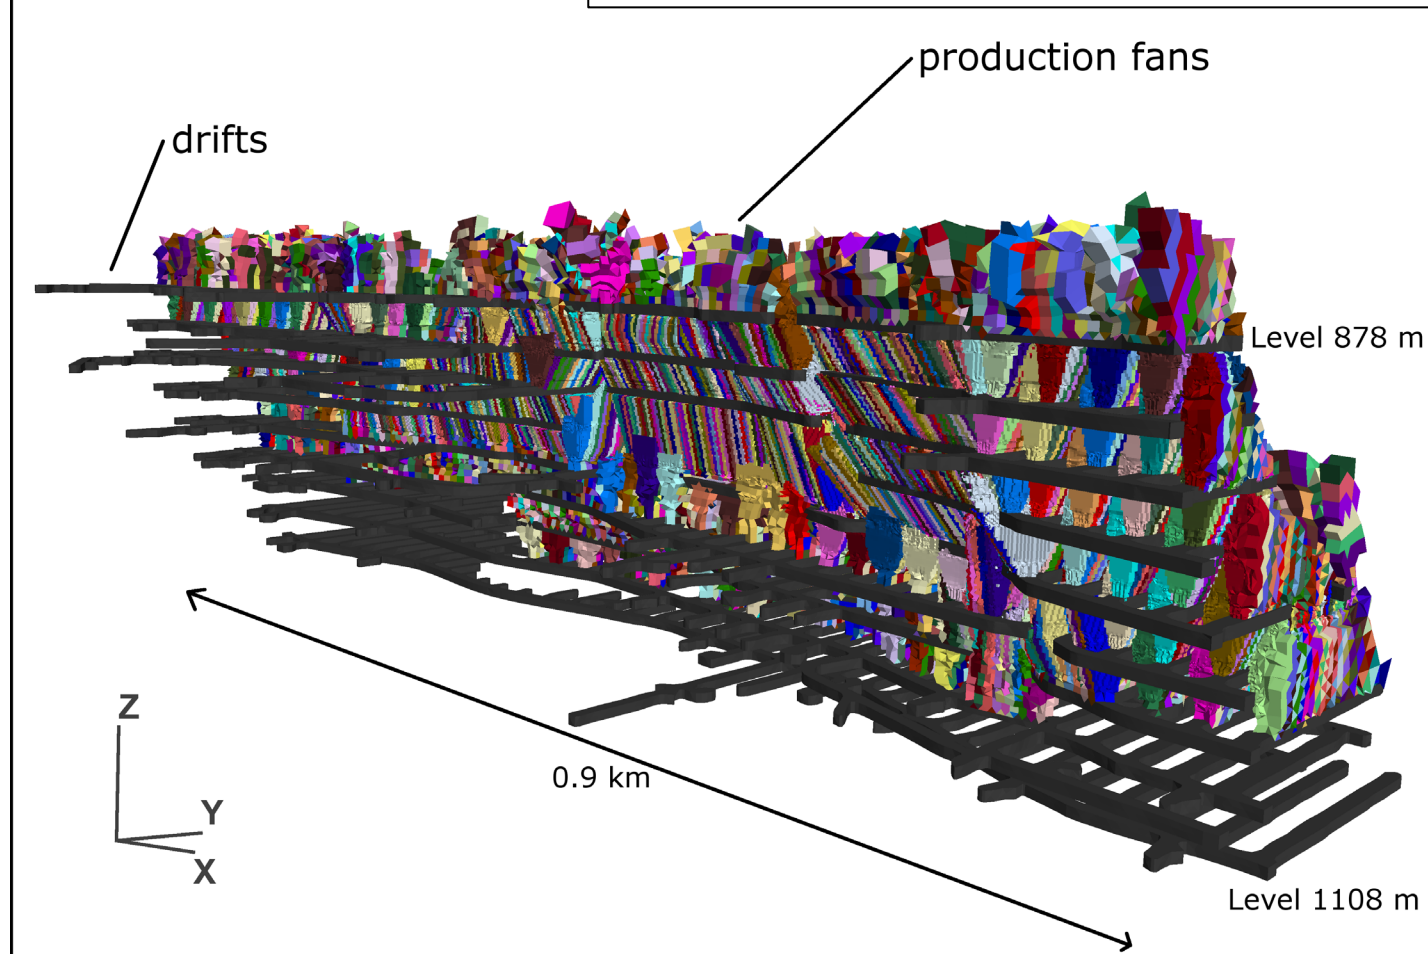 production fans
drifts
Level 878 m
0.9 km
Z
Y
X
Level 1108 m